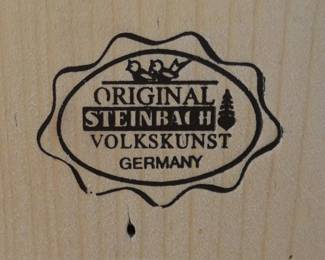 ORIGINAL
STEINBACH
VOLKSKUNST
GERMANY